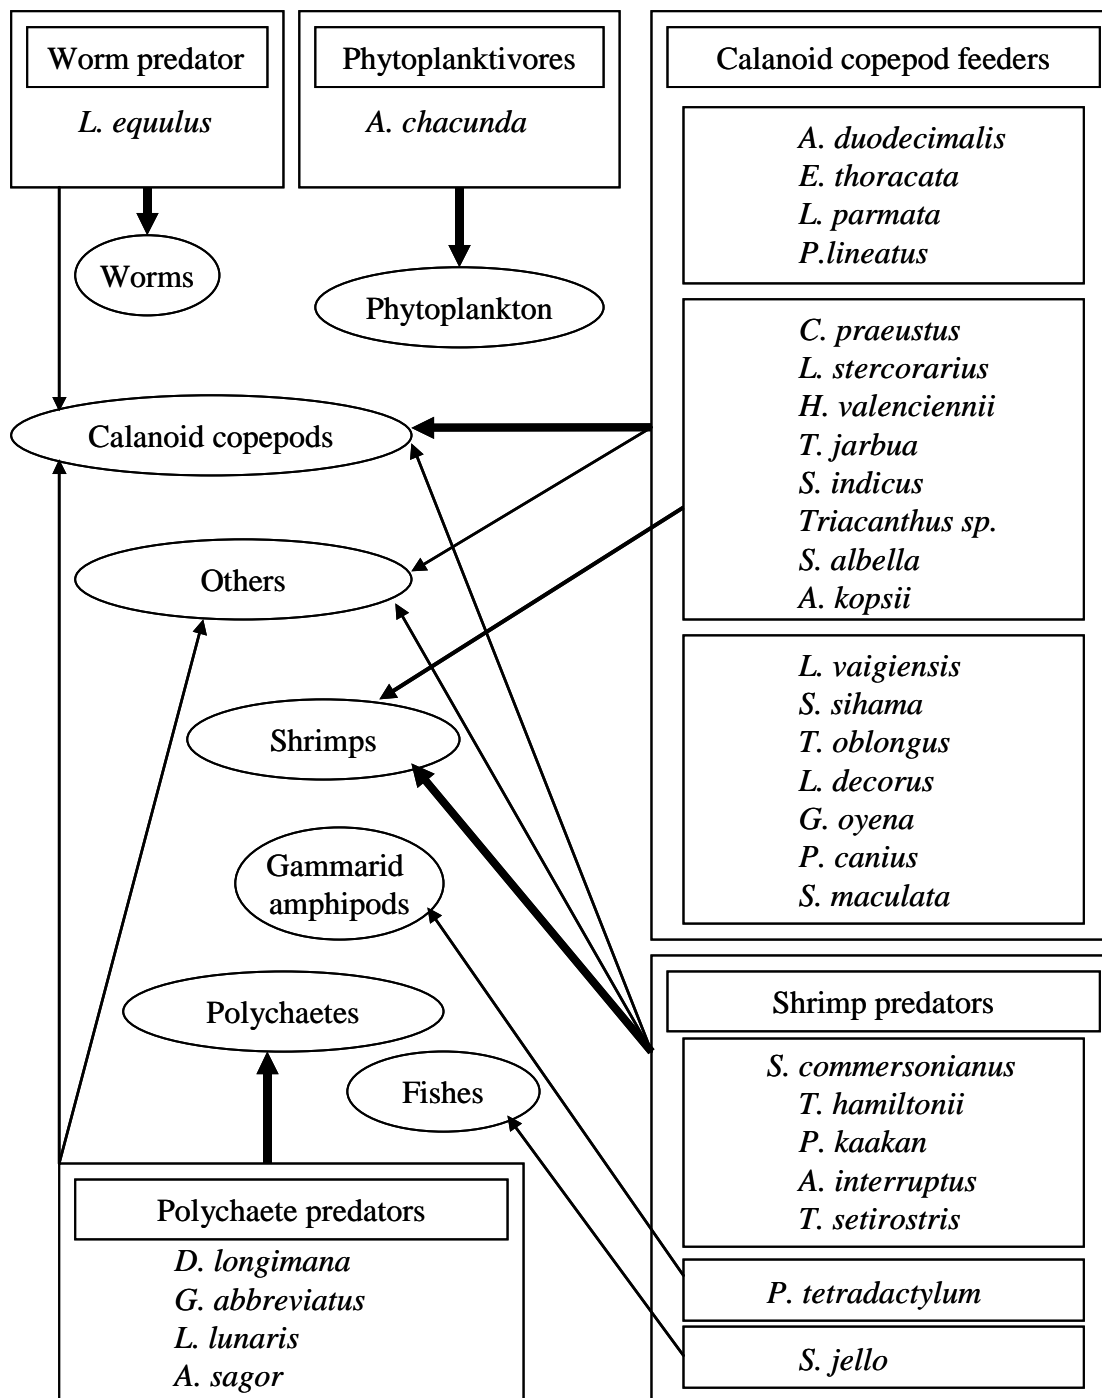 Worm predator
L. equulus
Phytoplanktivores
A. chacunda
Calanoid copepod feeders
A. duodecimalis
E. thoracata
L. parmata
P.lineatus
C. praeustus
L. stercorarius
H. valenciennii
T. jarbua
S. indicus
Triacanthus sp.
S. albella
A. kopsii
L. vaigiensis
S. sihama
T. oblongus
L. decorus
G. oyena
P. canius
S. maculata
Worms
Phytoplankton
Calanoid copepods
Others
Shrimps
Gammarid
amphipods
Polychaetes
Fishes
Shrimp predators
S. commersonianus
T. hamiltonii
P. kaakan
A. interruptus
T. setirostris
P. tetradactylum
S. jello
Polychaete predators
D. longimana
G. abbreviatus
L. lunaris
A. sagor